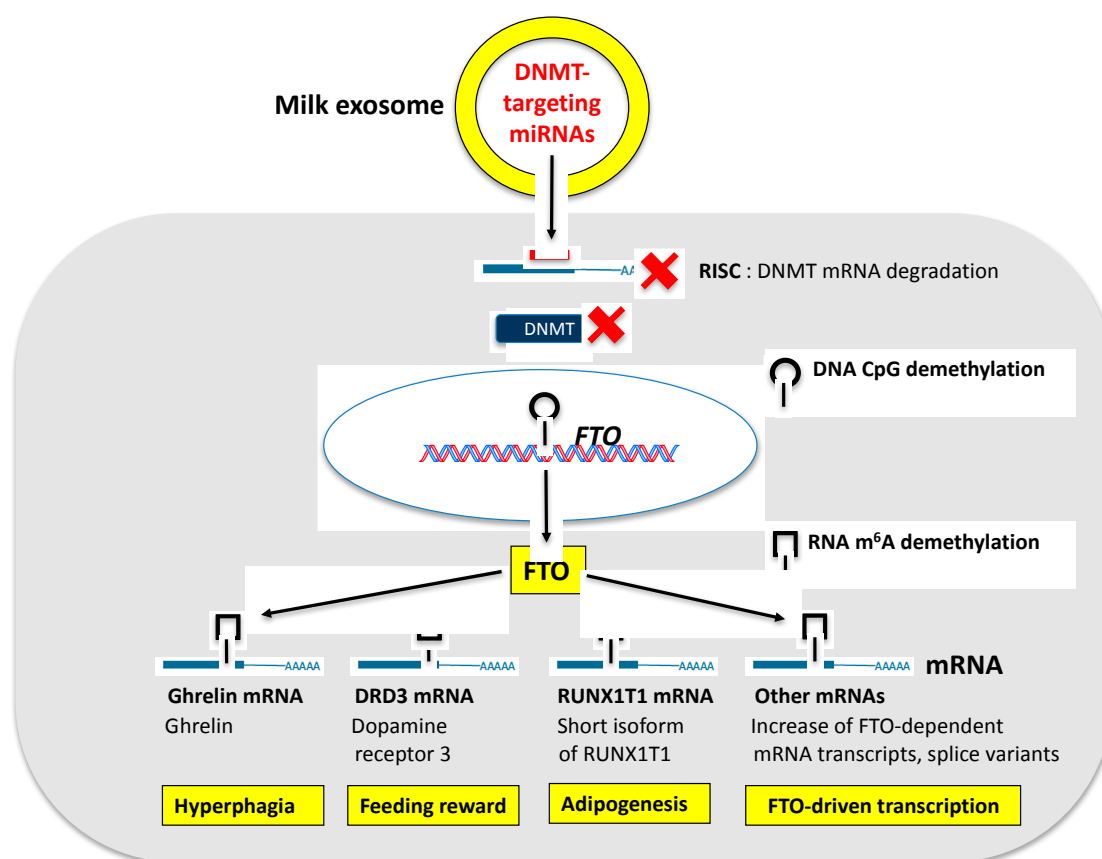 DNMT-
targeting
miRNAs
Milk exosome
AA
RISC : DNMT mRNA degradation
DNMT
DNA CpG demethylation
FTO
RNA m⁶A demethylation
FTO
AAAAA
AAAAA
AAAAA
AAAAA
mRNA
Ghrelin mRNA
Ghrelin
DRD3 mRNA
Dopamine
receptor 3
RUNX1T1 mRNA
Short isoform
of RUNX1T1
Other mRNAs
Increase of FTO-dependent
mRNA transcripts, splice variants
Hyperphagia
Feeding reward
Adipogenesis
FTO-driven transcription